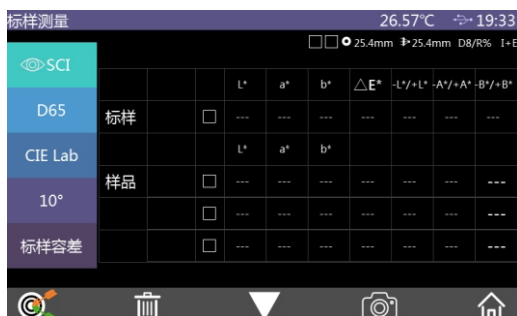 标样测量 26.57℃ 19:33
25.4mm 25.4mm D8/R% I+E
SCI
L* a* b* △E* -L*/+L* -A*/+A* -B*/+B*
D65
标样 --- --- --- --- --- --- ---
CIE Lab
L* a* b*
样品 --- --- --- --- --- --- ---
10°
--- --- --- --- --- --- ---
标样容差
--- --- --- --- --- --- ---